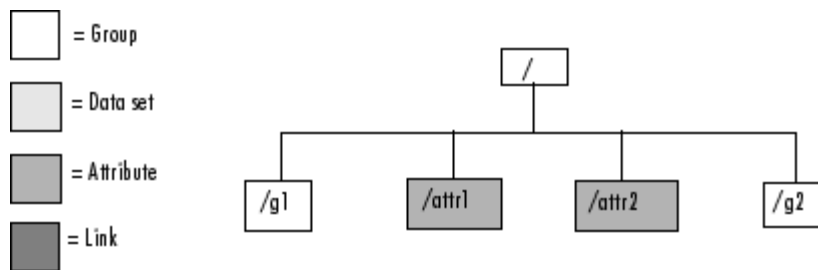 = Group
= Data set
= Attribute
= Link
/
/g1
/attr1
/attr2
/g2